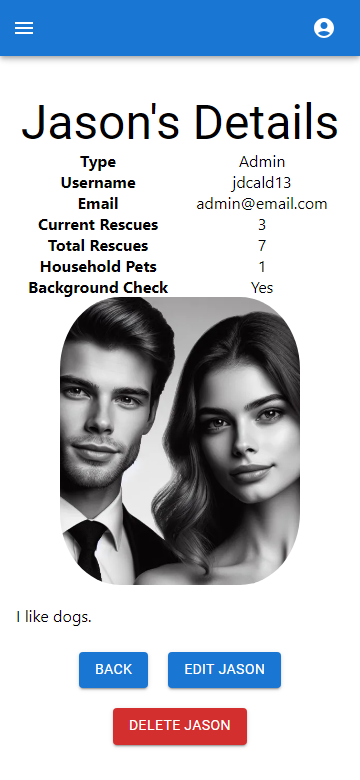 Jason's Details
Type Admin
Username jdcald13
Email admin@email.com
Current Rescues 3
Total Rescues 7
Household Pets 1
Background Check Yes
I like dogs.
BACK EDIT JASON
DELETE JASON